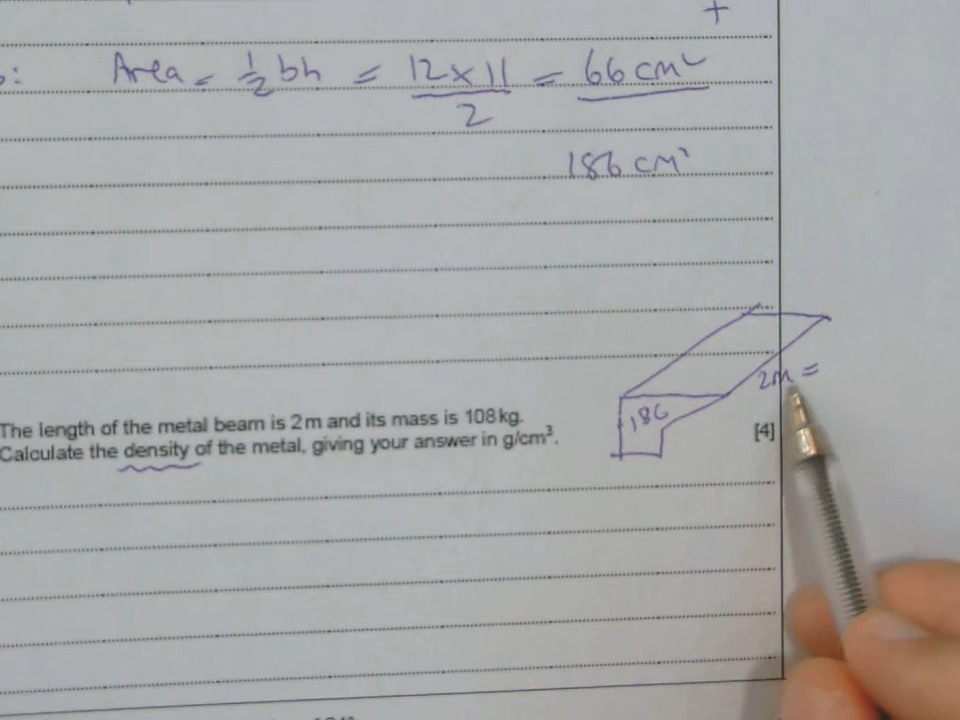 +
: Area = ½bh = 12 × 11 / 2 = 66 cm²
186 cm²
2m =
186
The length of the metal beam is 2 m and its mass is 108 kg.
Calculate the density of the metal, giving your answer in g/cm³.
[4]